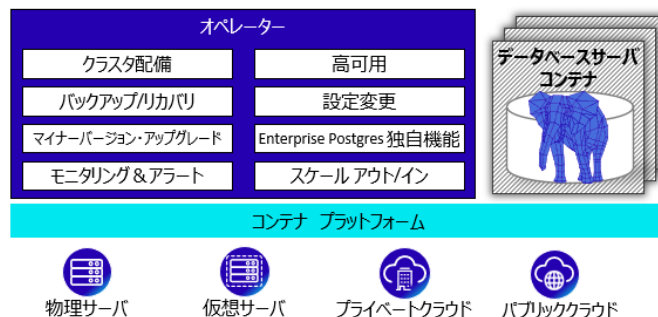 オペレーター
クラスタ配備
高可用
バックアップ/リカバリ
設定変更
マイナーバージョン・アップグレード
Enterprise Postgres 独自機能
モニタリング＆アラート
スケール アウト/イン
データベースサーバ
コンテナ
コンテナ プラットフォーム
物理サーバ
仮想サーバ
プライベートクラウド
パブリッククラウド